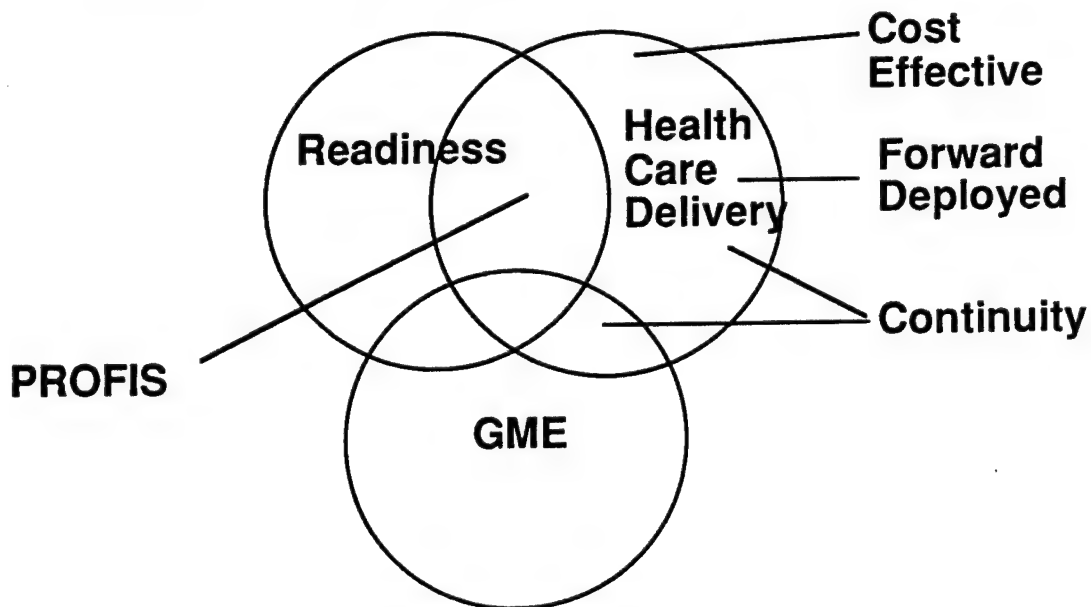 Cost
Effective
Readiness
Health
Care
Delivery
Forward
Deployed
Continuity
PROFIS
GME